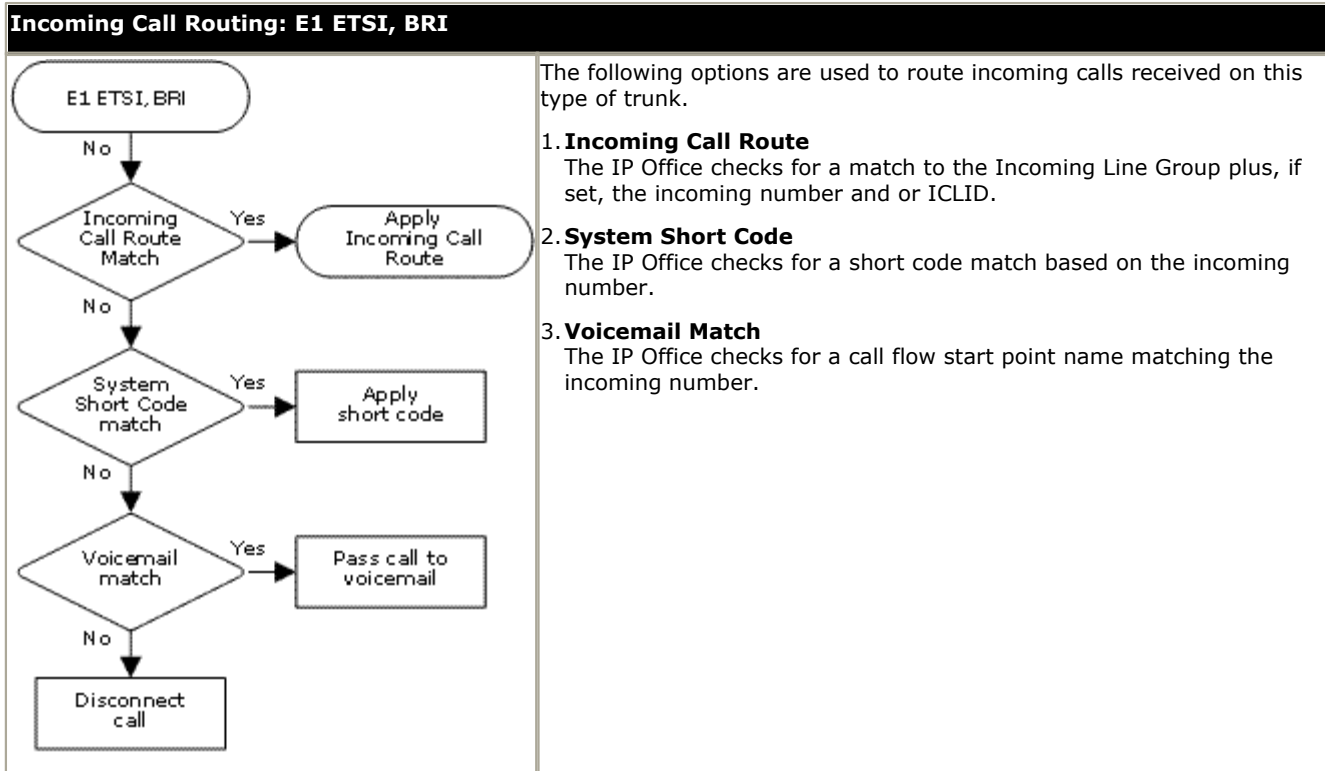 Incoming Call Routing: E1 ETSI, BRI
E1 ETSI, BRI
No
Incoming
Call Route
Match
Yes
Apply
Incoming Call
Route
No
System
Short Code
match
Yes
Apply
short code
No
Voicemail
match
Yes
Pass call to
voicemail
No
Disconnect
call
The following options are used to route incoming calls received on this
type of trunk.
1. Incoming Call Route
The IP Office checks for a match to the Incoming Line Group plus, if
set, the incoming number and or ICLID.
2. System Short Code
The IP Office checks for a short code match based on the incoming
number.
3. Voicemail Match
The IP Office checks for a call flow start point name matching the
incoming number.